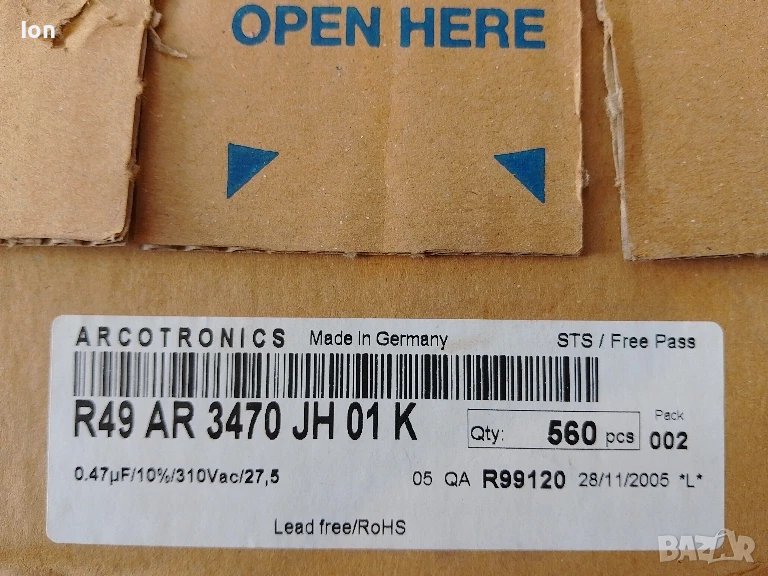 lon
OPEN HERE
ARCOTRONICS Made in Germany STS / Free Pass
R49 AR 3470 JH 01 K Qty: 560 pcs Pack 002
0.47µF/10%/310Vac/27,5 05 QA R99120 28/11/2005 *L*
Lead free/RoHS
BAZAR